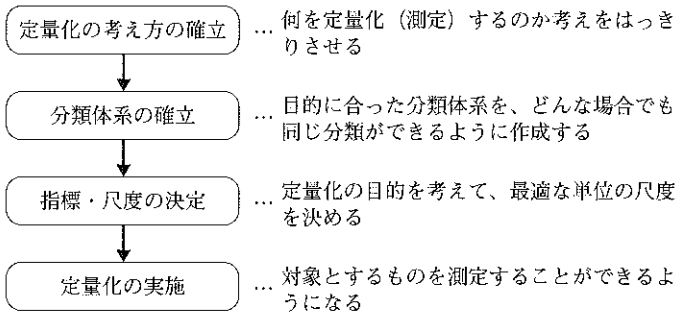 定量化の考え方の確立
… 何を定量化（測定）するのか考えをはっき
りさせる
分類体系の確立
… 目的に合った分類体系を、どんな場合でも
同じ分類ができるように作成する
指標・尺度の決定
… 定量化の目的を考えて、最適な単位の尺度
を決める
定量化の実施
… 対象とするものを測定することができるよ
うになる